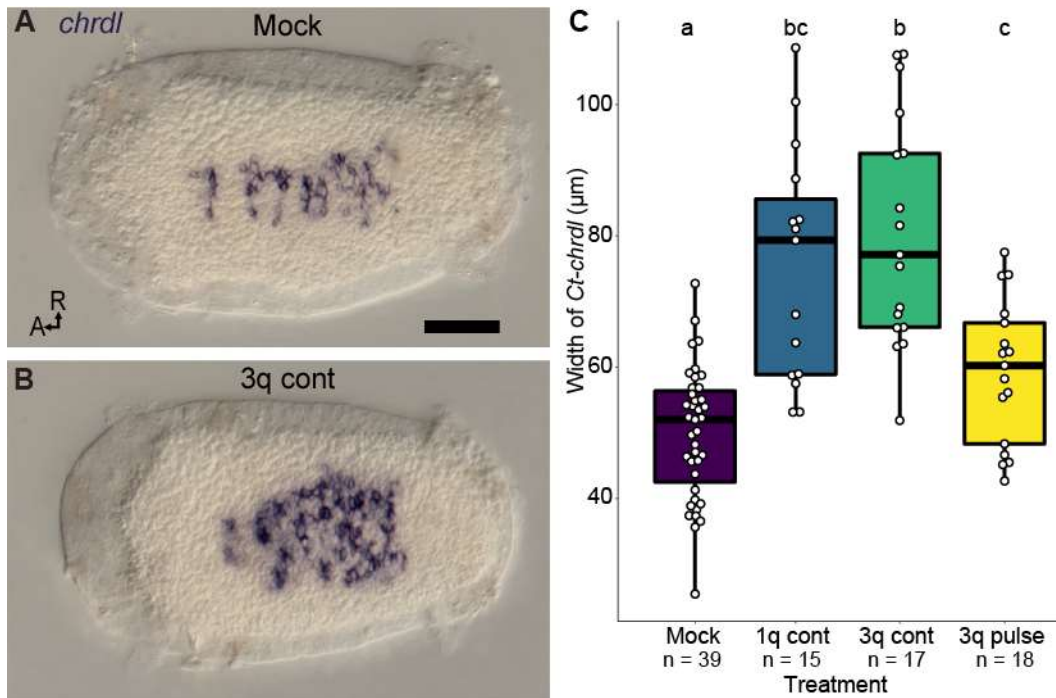 A chrdl Mock
R
A
B 3q cont
C
a bc b c
Width of Ct-chrdl (µm)
100
80
60
40
Mock 1q cont 3q cont 3q pulse
n = 39 n = 15 n = 17 n = 18
Treatment